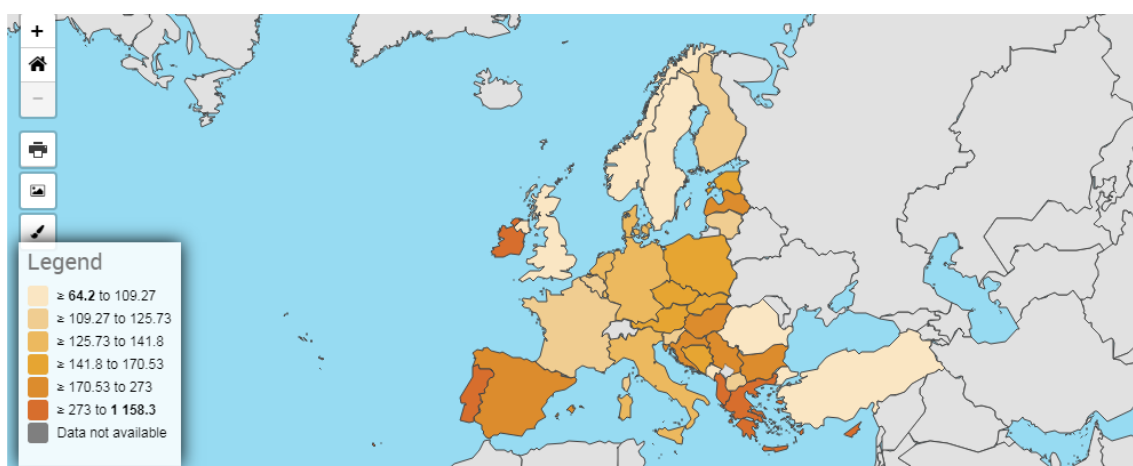 +
−
Legend
≥ 64.2 to 109.27
≥ 109.27 to 125.73
≥ 125.73 to 141.8
≥ 141.8 to 170.53
≥ 170.53 to 273
≥ 273 to 1 158.3
Data not available